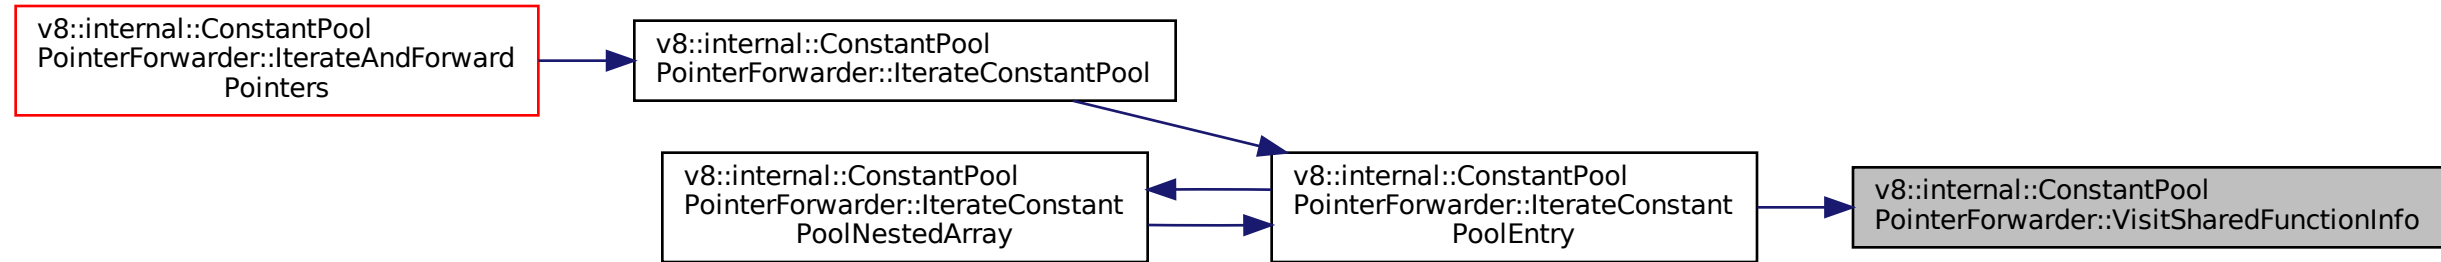 v8::internal::ConstantPool
PointerForwarder::IterateAndForward
Pointers
v8::internal::ConstantPool
PointerForwarder::IterateConstantPool
v8::internal::ConstantPool
PointerForwarder::IterateConstant
PoolNestedArray
v8::internal::ConstantPool
PointerForwarder::IterateConstant
PoolEntry
v8::internal::ConstantPool
PointerForwarder::VisitSharedFunctionInfo